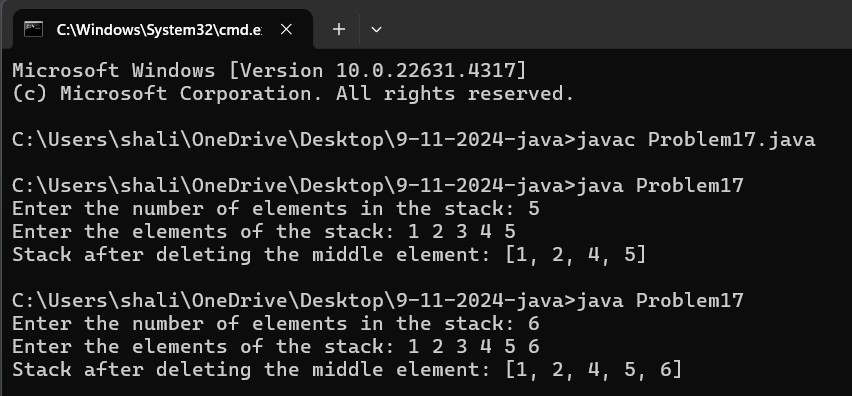 C:\Windows\System32\cmd.e
Microsoft Windows [Version 10.0.22631.4317]
(c) Microsoft Corporation. All rights reserved.
C:\Users\shali\OneDrive\Desktop\9-11-2024-java>javac Problem17.java
C:\Users\shali\OneDrive\Desktop\9-11-2024-java>java Problem17
Enter the number of elements in the stack: 5
Enter the elements of the stack: 1 2 3 4 5
Stack after deleting the middle element: [1, 2, 4, 5]
C:\Users\shali\OneDrive\Desktop\9-11-2024-java>java Problem17
Enter the number of elements in the stack: 6
Enter the elements of the stack: 1 2 3 4 5 6
Stack after deleting the middle element: [1, 2, 4, 5, 6]